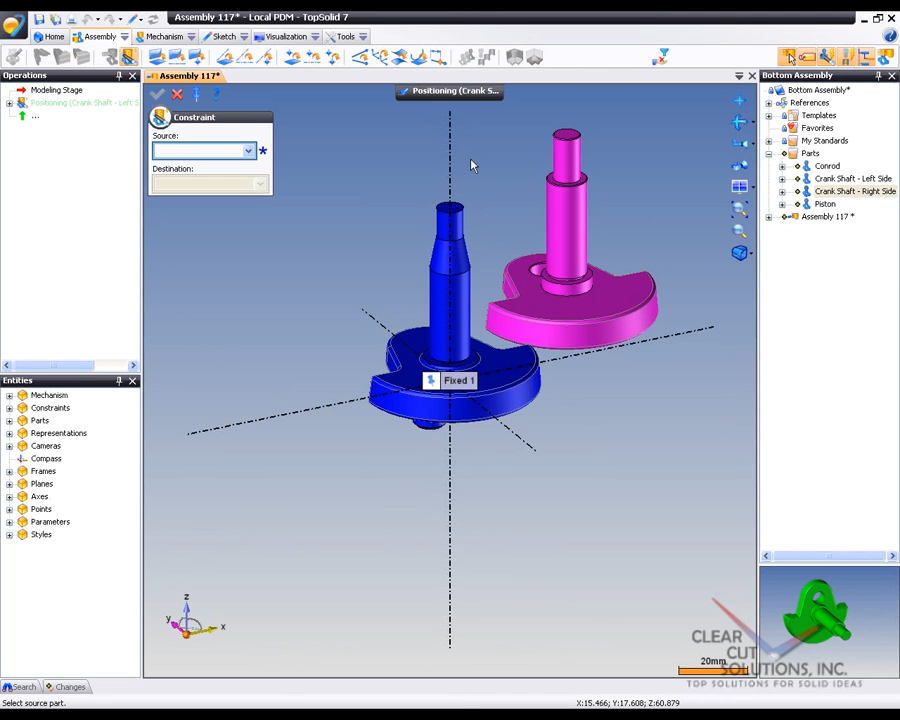 Assembly 117* - Local PDM - TopSolid 7
Home
Assembly
Mechanism
Sketch
Visualization
Tools
Operations
Assembly 117*
Bottom Assembly
Modeling Stage
Positioning (Crank Shaft - Left S
...
Positioning (Crank S...
Constraint
Source:
Destination:
Fixed 1
Bottom Assembly*
References
Templates
Favorites
My Standards
Parts
Conrod
Crank Shaft - Left Side
Crank Shaft - Right Side
Piston
Assembly 117 *
Entities
Mechanism
Constraints
Parts
Representations
Cameras
Compass
Frames
Planes
Axes
Points
Parameters
Styles
z
y
x
20mm
CLEAR
CUT
SOLUTIONS, INC.
TOP SOLUTIONS FOR SOLID IDEAS
Search
Changes
Select source part.
X:15.466; Y:17.608; Z:60.879